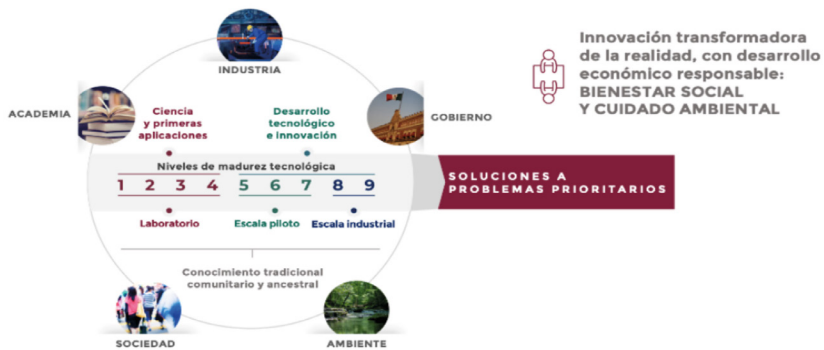 INDUSTRIA
ACADEMIA
GOBIERNO
Ciencia
y primeras
aplicaciones
Desarrollo
tecnológico
e innovación
Niveles de madurez tecnológica
1 2 3 4 5 6 7 8 9
Laboratorio
Escala piloto
Escala industrial
Conocimiento tradicional
comunitario y ancestral
SOCIEDAD
AMBIENTE
SOLUCIONES A
PROBLEMAS PRIORITARIOS
Innovación transformadora
de la realidad, con desarrollo
económico responsable:
BIENESTAR SOCIAL
Y CUIDADO AMBIENTAL